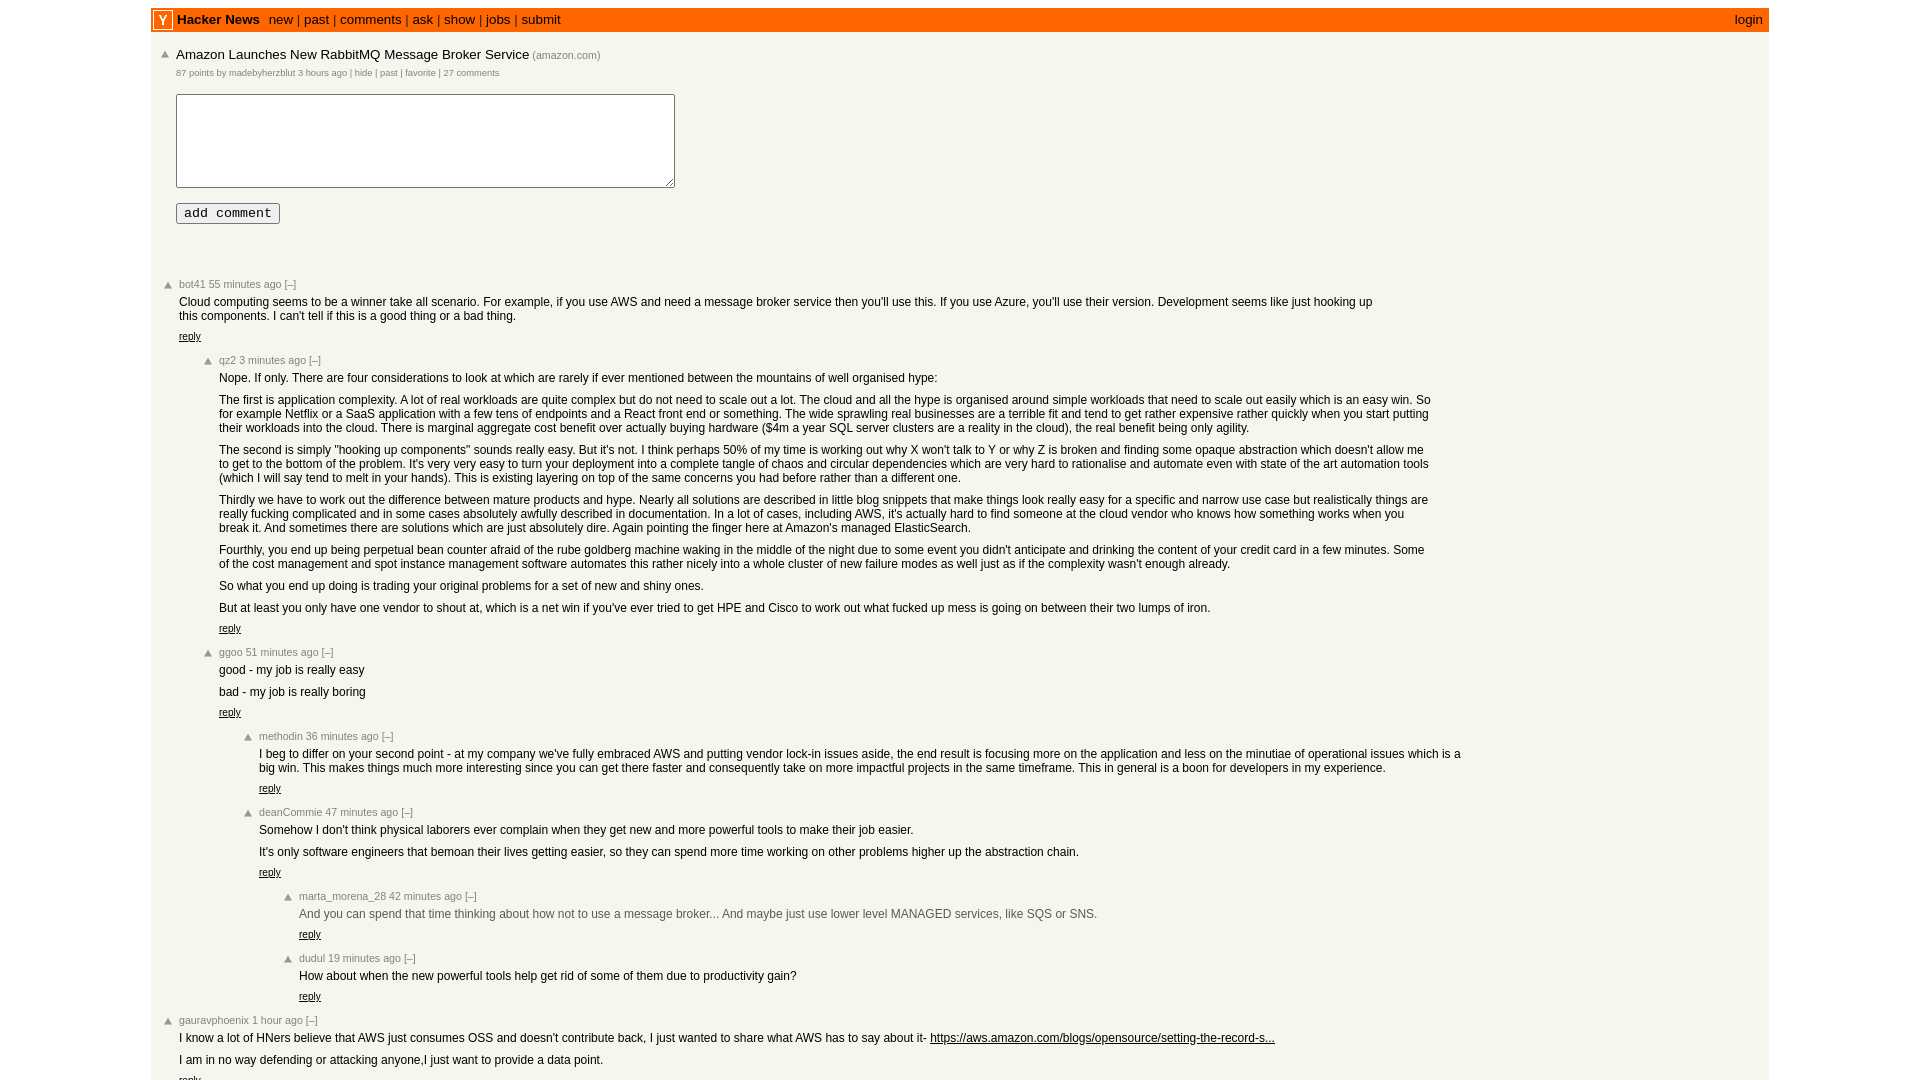 Y Hacker News new | past | comments | ask | show | jobs | submit login
Amazon Launches New RabbitMQ Message Broker Service (amazon.com)
87 points by madebyherzblut 3 hours ago | hide | past | favorite | 27 comments
add comment
bot41 55 minutes ago [–]
Cloud computing seems to be a winner take all scenario. For example, if you use AWS and need a message broker service then you'll use this. If you use Azure, you'll use their version. Development seems like just hooking up
this components. I can't tell if this is a good thing or a bad thing.
reply
qz2 3 minutes ago [–]
Nope. If only. There are four considerations to look at which are rarely if ever mentioned between the mountains of well organised hype:
The first is application complexity. A lot of real workloads are quite complex but do not need to scale out a lot. The cloud and all the hype is organised around simple workloads that need to scale out easily which is an easy win. So
for example Netflix or a SaaS application with a few tens of endpoints and a React front end or something. The wide sprawling real businesses are a terrible fit and tend to get rather expensive rather quickly when you start putting
their workloads into the cloud. There is marginal aggregate cost benefit over actually buying hardware ($4m a year SQL server clusters are a reality in the cloud), the real benefit being only agility.
The second is simply "hooking up components" sounds really easy. But it's not. I think perhaps 50% of my time is working out why X won't talk to Y or why Z is broken and finding some opaque abstraction which doesn't allow me
to get to the bottom of the problem. It's very very easy to turn your deployment into a complete tangle of chaos and circular dependencies which are very hard to rationalise and automate even with state of the art automation tools
(which I will say tend to melt in your hands). This is existing layering on top of the same concerns you had before rather than a different one.
Thirdly we have to work out the difference between mature products and hype. Nearly all solutions are described in little blog snippets that make things look really easy for a specific and narrow use case but realistically things are
really fucking complicated and in some cases absolutely awfully described in documentation. In a lot of cases, including AWS, it's actually hard to find someone at the cloud vendor who knows how something works when you
break it. And sometimes there are solutions which are just absolutely dire. Again pointing the finger here at Amazon's managed ElasticSearch.
Fourthly, you end up being perpetual bean counter afraid of the rube goldberg machine waking in the middle of the night due to some event you didn't anticipate and drinking the content of your credit card in a few minutes. Some
of the cost management and spot instance management software automates this rather nicely into a whole cluster of new failure modes as well just as if the complexity wasn't enough already.
So what you end up doing is trading your original problems for a set of new and shiny ones.
But at least you only have one vendor to shout at, which is a net win if you've ever tried to get HPE and Cisco to work out what fucked up mess is going on between their two lumps of iron.
reply
ggoo 51 minutes ago [–]
good - my job is really easy
bad - my job is really boring
reply
methodin 36 minutes ago [–]
I beg to differ on your second point - at my company we've fully embraced AWS and putting vendor lock-in issues aside, the end result is focusing more on the application and less on the minutiae of operational issues which is a
big win. This makes things much more interesting since you can get there faster and consequently take on more impactful projects in the same timeframe. This in general is a boon for developers in my experience.
reply
deanCommie 47 minutes ago [–]
Somehow I don't think physical laborers ever complain when they get new and more powerful tools to make their job easier.
It's only software engineers that bemoan their lives getting easier, so they can spend more time working on other problems higher up the abstraction chain.
reply
marta_morena_28 42 minutes ago [–]
And you can spend that time thinking about how not to use a message broker... And maybe just use lower level MANAGED services, like SQS or SNS.
reply
dudul 19 minutes ago [–]
How about when the new powerful tools help get rid of some of them due to productivity gain?
reply
gauravphoenix 1 hour ago [–]
I know a lot of HNers believe that AWS just consumes OSS and doesn't contribute back, I just wanted to share what AWS has to say about it- https://aws.amazon.com/blogs/opensource/setting-the-record-s...
I am in no way defending or attacking anyone,I just want to provide a data point.
reply